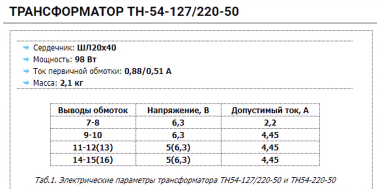 ТРАНСФОРМАТОР ТН-54-127/220-50
Сердечник: ШЛ20х40
Мощность: 98 Вт
Ток первичной обмотки: 0,88/0,51 А
Масса: 2,1 кг
Выводы обмоток Напряжение, В Допустимый ток, А
7-8 6,3 2,2
9-10 6,3 4,45
11-12(13) 5(6,3) 4,45
14-15(16) 5(6,3) 4,45
Таб.1. Электрические параметры трансформатора ТН54-127/220-50 и ТН54-220-50